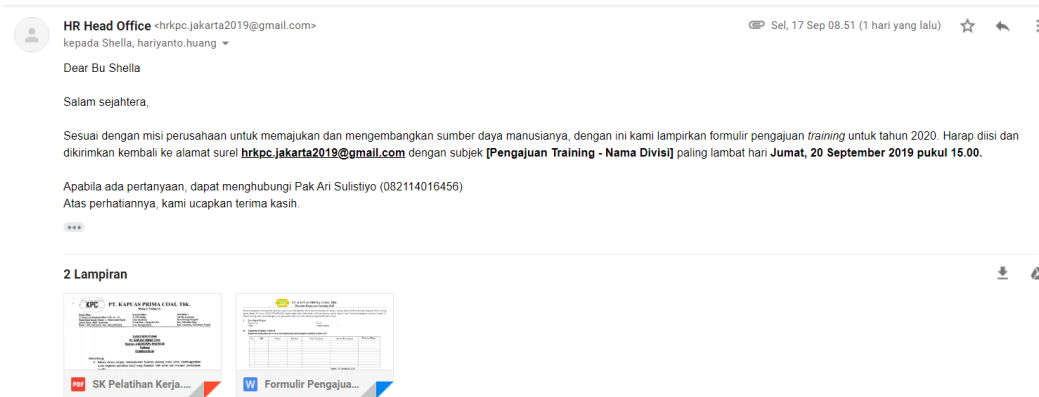 HR Head Office <hrkpc.jakarta2019@gmail.com>
Sel, 17 Sep 08.51 (1 hari yang lalu)
kepada Shella, hariyanto.huang
Dear Bu Shella
Salam sejahtera,
Sesuai dengan misi perusahaan untuk memajukan dan mengembangkan sumber daya manusianya, dengan ini kami lampirkan formulir pengajuan training untuk tahun 2020. Harap diisi dan
dikirimkan kembali ke alamat surel hrkpc.jakarta2019@gmail.com dengan subjek [Pengajuan Training - Nama Divisi] paling lambat hari Jumat, 20 September 2019 pukul 15.00.
Apabila ada pertanyaan, dapat menghubungi Pak Ari Sulistiyo (082114016456)
Atas perhatiannya, kami ucapkan terima kasih.
2 Lampiran
KPC PT. KAPUAS PRIMA COAL Tbk.
PT. KAPUAS PRIMA COAL TBK
PDF SK Pelatihan Kerja....
W Formulir Pengajua...